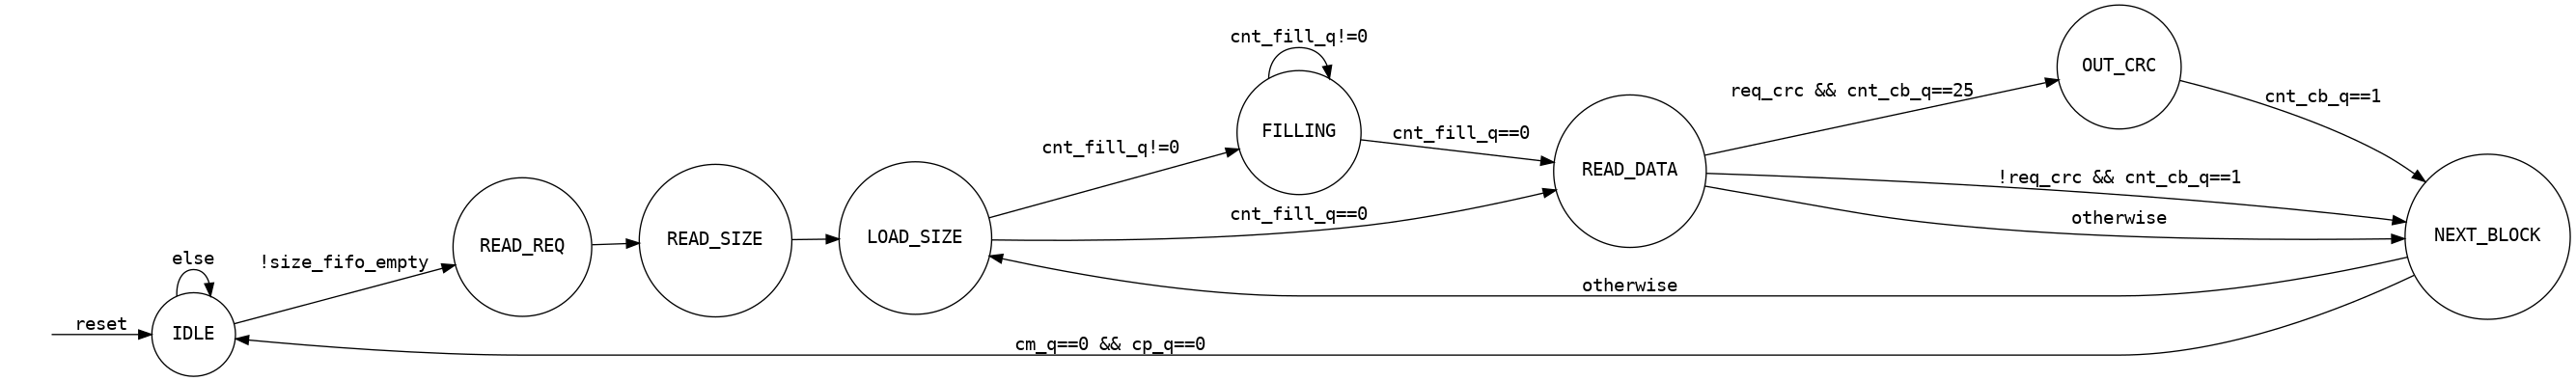 cnt_fill_q!=0
OUT_CRC
req_crc && cnt_cb_q==25
cnt_cb_q==1
FILLING
cnt_fill_q==0
cnt_fill_q!=0
READ_DATA
!req_crc && cnt_cb_q==1
cnt_fill_q==0
otherwise
READ_REQ
READ_SIZE
LOAD_SIZE
NEXT_BLOCK
else
!size_fifo_empty
otherwise
reset
IDLE
cm_q==0 && cp_q==0